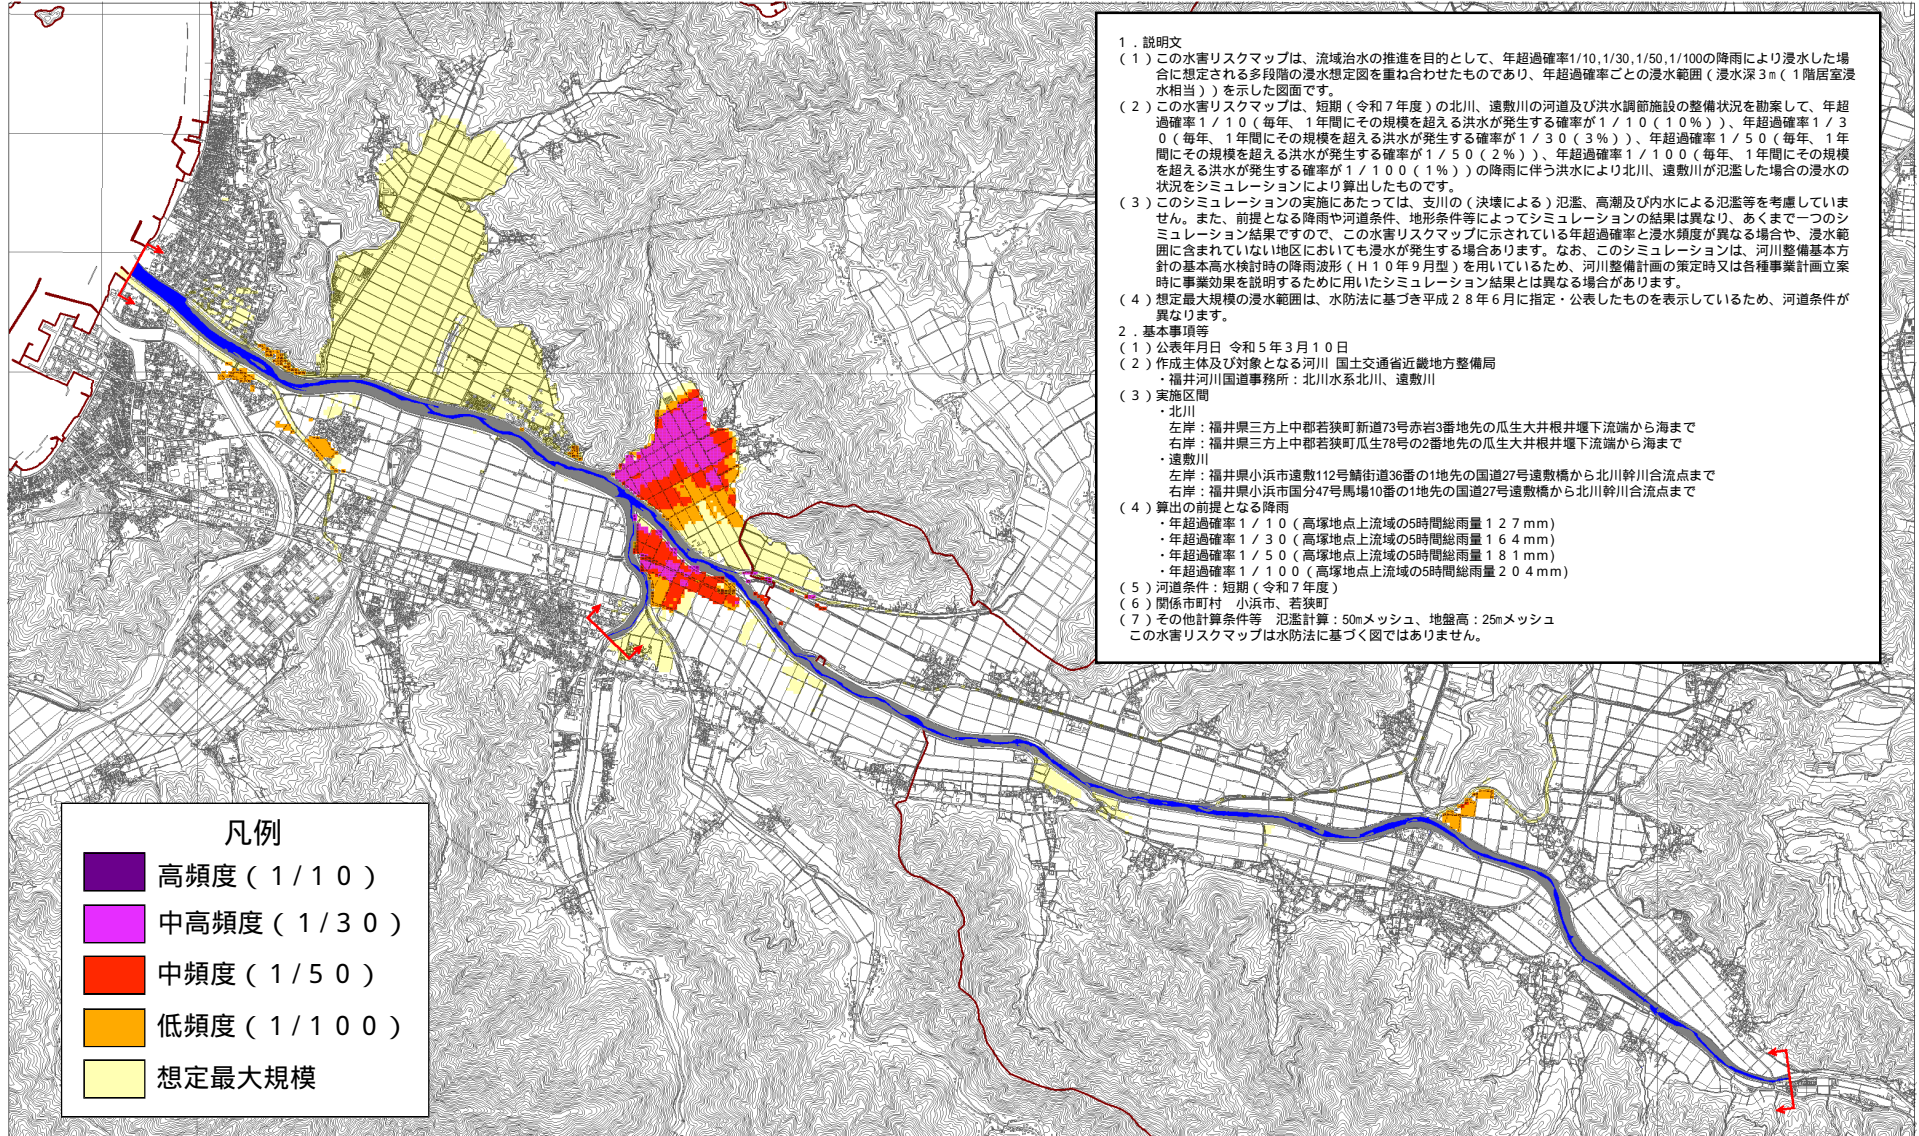 1．説明文
(1)この水害リスクマップは、流域治水の推進を目的として、年超過確率1/10,1/30,1/50,1/100の降雨により浸水した場
合に想定される多段階の浸水想定図を重ね合わせたものであり、年超過確率ごとの浸水範囲(浸水深3m(1階居室浸
水相当))を示した図面です。
(2)この水害リスクマップは、短期(令和7年度)の北川、遠敷川の河道及び洪水調節施設の整備状況を勘案して、年超
過確率1/10(毎年、1年間にその規模を超える洪水が発生する確率が1/10(10%))、年超過確率1/3
0(毎年、1年間にその規模を超える洪水が発生する確率が1/30(3%))、年超過確率1/50(毎年、1年
間にその規模を超える洪水が発生する確率が1/50(2%))、年超過確率1/100(毎年、1年間にその規模
を超える洪水が発生する確率が1/100(1%))の降雨に伴う洪水により北川、遠敷川が氾濫した場合の浸水の
状況をシミュレーションにより算出したものです。
(3)このシミュレーションの実施にあたっては、支川の(決壊による)氾濫、高潮及び内水による氾濫等を考慮していま
せん。また、前提となる降雨や河道条件、地形条件等によってシミュレーションの結果は異なり、あくまで一つのシ
ミュレーション結果ですので、この水害リスクマップに示されている年超過確率と浸水頻度が異なる場合や、浸水範
囲に含まれていない地区においても浸水が発生する場合あります。なお、このシミュレーションは、河川整備基本方
針の基本高水検討時の降雨波形(H10年9月型)を用いているため、河川整備計画の策定時又は各種事業計画立案
時に事業効果を説明するために用いたシミュレーション結果とは異なる場合があります。
(4)想定最大規模の浸水範囲は、水防法に基づき平成28年6月に指定・公表したものを表示しているため、河道条件が
異なります。
2．基本事項等
(1)公表年月日 令和5年3月10日
(2)作成主体及び対象となる河川 国土交通省近畿地方整備局
・福井河川国道事務所：北川水系北川、遠敷川
(3)実施区間
・北川
左岸：福井県三方上中郡若狭町新道73号赤岩3番地先の瓜生大井根井堰下流端から海まで
右岸：福井県三方上中郡若狭町瓜生78号の2番地先の瓜生大井根井堰下流端から海まで
・遠敷川
左岸：福井県小浜市遠敷112号鯖街道36番の1地先の国道27号遠敷橋から北川幹川合流点まで
右岸：福井県小浜市国分47号馬場10番の1地先の国道27号遠敷橋から北川幹川合流点まで
(4)算出の前提となる降雨
・年超過確率1/10(高塚地点上流域の5時間総雨量127mm)
・年超過確率1/30(高塚地点上流域の5時間総雨量164mm)
・年超過確率1/50(高塚地点上流域の5時間総雨量181mm)
・年超過確率1/100(高塚地点上流域の5時間総雨量204mm)
(5)河道条件：短期(令和7年度)
(6)関係市町村　小浜市、若狭町
(7)その他計算条件等　氾濫計算：50mメッシュ、地盤高：25mメッシュ
この水害リスクマップは水防法に基づく図ではありません。
凡例
高頻度(1/10)
中高頻度(1/30)
中頻度(1/50)
低頻度(1/100)
想定最大規模